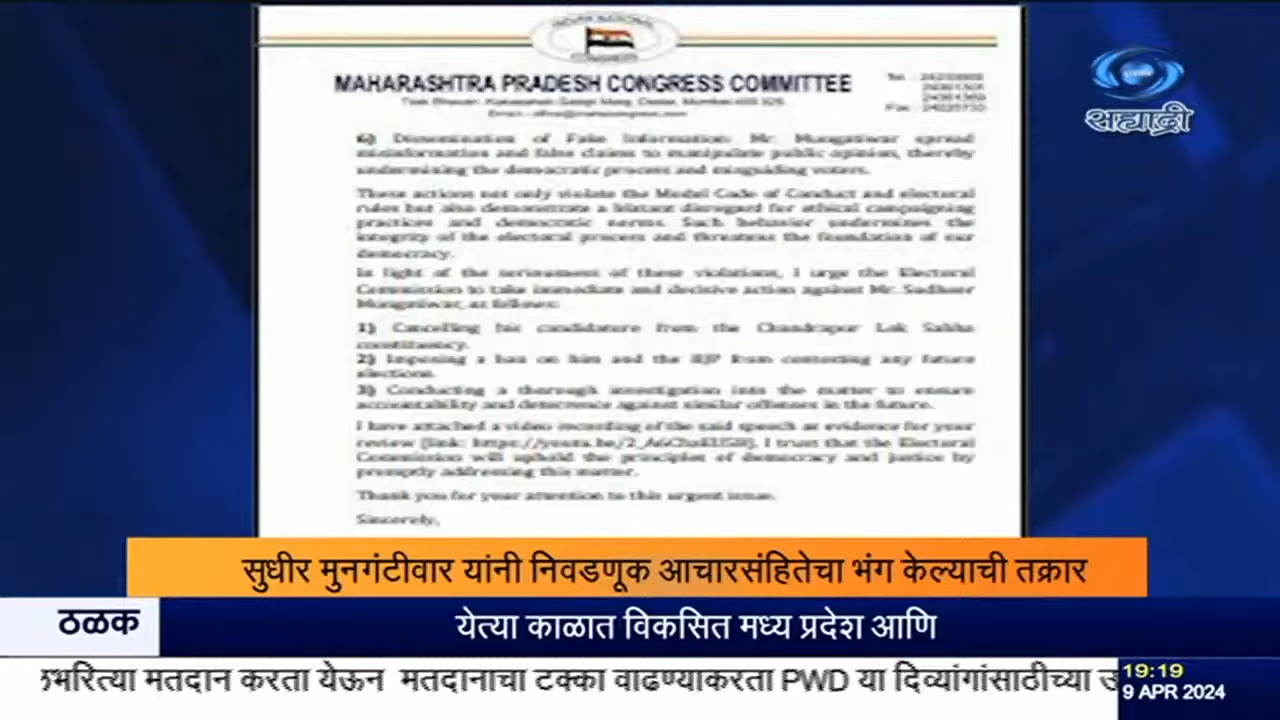 MAHARASHTRA PRADESH CONGRESS COMMITTEE
सह्याद्री
6) Dissemination of Fake Information: Mr. Mungatiwar spread
misinformation and false claims to manipulate public opinion, thereby
undermining the democratic process and misguiding voters.
These actions not only violate the Model Code of Conduct and electoral
rules but also demonstrate a blatant disregard for ethical campaigning
practices and democratic norms. Such behavior undermines the
integrity of the electoral process and threatens the foundation of our
democracy.
In light of the seriousness of these violations, I urge the Electoral
Commission to take immediate and decisive action against Mr. Sudheer
Mungatiwar, as follows:
1) Cancelling his candidature from the Chandrapur Lok Sabha
constituency.
2) Imposing a ban on him and the BJP from contesting any future
elections.
3) Conducting a thorough investigation into the matter to ensure
accountability and deterrence against similar offenses in the future.
I have attached a video recording of the said speech as evidence for your
review (link: I trust that the Electoral
Commission will uphold the principles of democracy and justice by
promptly addressing this matter.
Thank you for your attention to this urgent issue.
Sincerely,
सुधीर मुनगंटीवार यांनी निवडणूक आचारसंहितेचा भंग केल्याची तक्रार
ठळक
येत्या काळात विकसित मध्य प्रदेश आणि
मतदान करता येऊन मतदानाचा टक्का वाढण्याकरता PWD या दिव्यांगांसाठीच्या
19:19
9 APR 2024